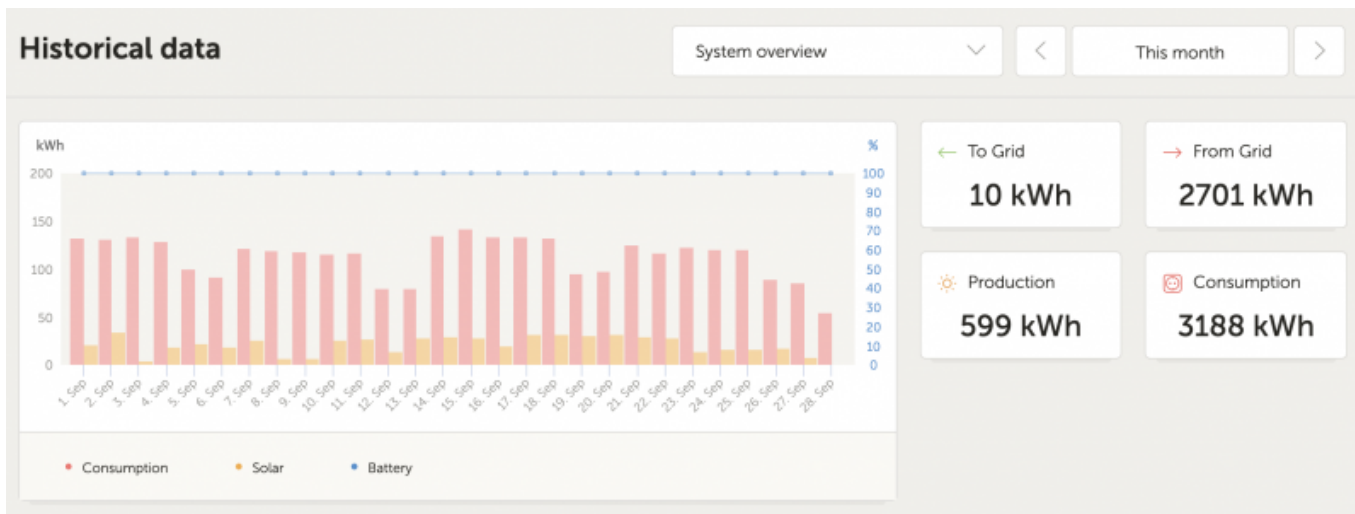 Historical data
System overview
This month
kWh
%
200
150
100
50
0
100
90
80
70
60
50
40
30
20
10
0
1. Sep
2. Sep
3. Sep
4. Sep
5. Sep
6. Sep
7. Sep
8. Sep
9. Sep
10. Sep
11. Sep
12. Sep
13. Sep
14. Sep
15. Sep
16. Sep
17. Sep
18. Sep
19. Sep
20. Sep
21. Sep
22. Sep
23. Sep
24. Sep
25. Sep
26. Sep
27. Sep
28. Sep
Consumption
Solar
Battery
To Grid
10 kWh
From Grid
2701 kWh
Production
599 kWh
Consumption
3188 kWh